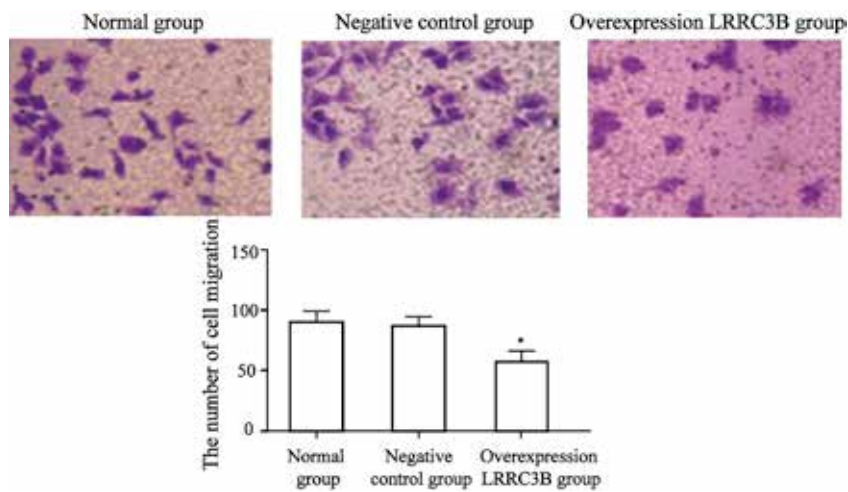 Normal group
Negative control group
Overexpression LRRC3B group
The number of cell migration
150
100
50
0
*
Normal
group
Negative
control group
Overexpression
LRRC3B group